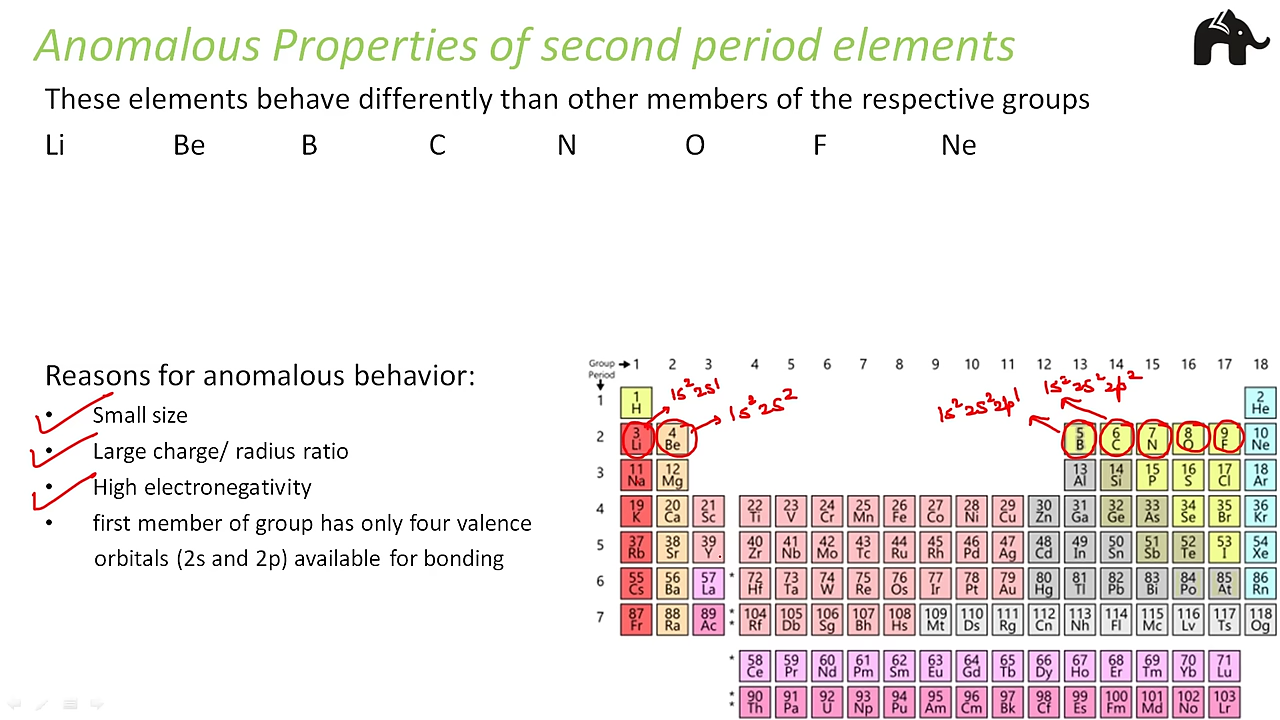 Anomalous Properties of second period elements
These elements behave differently than other members of the respective groups
Li Be B C N O F Ne
Reasons for anomalous behavior:
• Small size
• Large charge/ radius ratio
• High electronegativity
• first member of group has only four valence
orbitals (2s and 2p) available for bonding
Group → 1 2 3 4 5 6 7 8 9 10 11 12 13 14 15 16 17 18
Period
1s² 2s¹
1s² 2s²
1s² 2s² 2p¹
1s² 2s² 2p²
1 1 2
H He
2 3 4 5 6 7 8 9 10
Li Be B C N O F Ne
3 11 12 13 14 15 16 17 18
Na Mg Al Si P S Cl Ar
4 19 20 21 22 23 24 25 26 27 28 29 30 31 32 33 34 35 36
K Ca Sc Ti V Cr Mn Fe Co Ni Cu Zn Ga Ge As Se Br Kr
5 37 38 39 40 41 42 43 44 45 46 47 48 49 50 51 52 53 54
Rb Sr Y Zr Nb Mo Tc Ru Rh Pd Ag Cd In Sn Sb Te I Xe
6 55 56 57 * 72 73 74 75 76 77 78 79 80 81 82 83 84 85 86
Cs Ba La Hf Ta W Re Os Ir Pt Au Hg Tl Pb Bi Po At Rn
7 87 88 89 * * 104 105 106 107 108 109 110 111 112 113 114 115 116 117 118
Fr Ra Ac Rf Db Sg Bh Hs Mt Ds Rg Cn Nh Fl Mc Lv Ts Og
* 58 59 60 61 62 63 64 65 66 67 68 69 70 71
Ce Pr Nd Pm Sm Eu Gd Tb Dy Ho Er Tm Yb Lu
* * 90 91 92 93 94 95 96 97 98 99 100 101 102 103
Th Pa U Np Pu Am Cm Bk Cf Es Fm Md No Lr